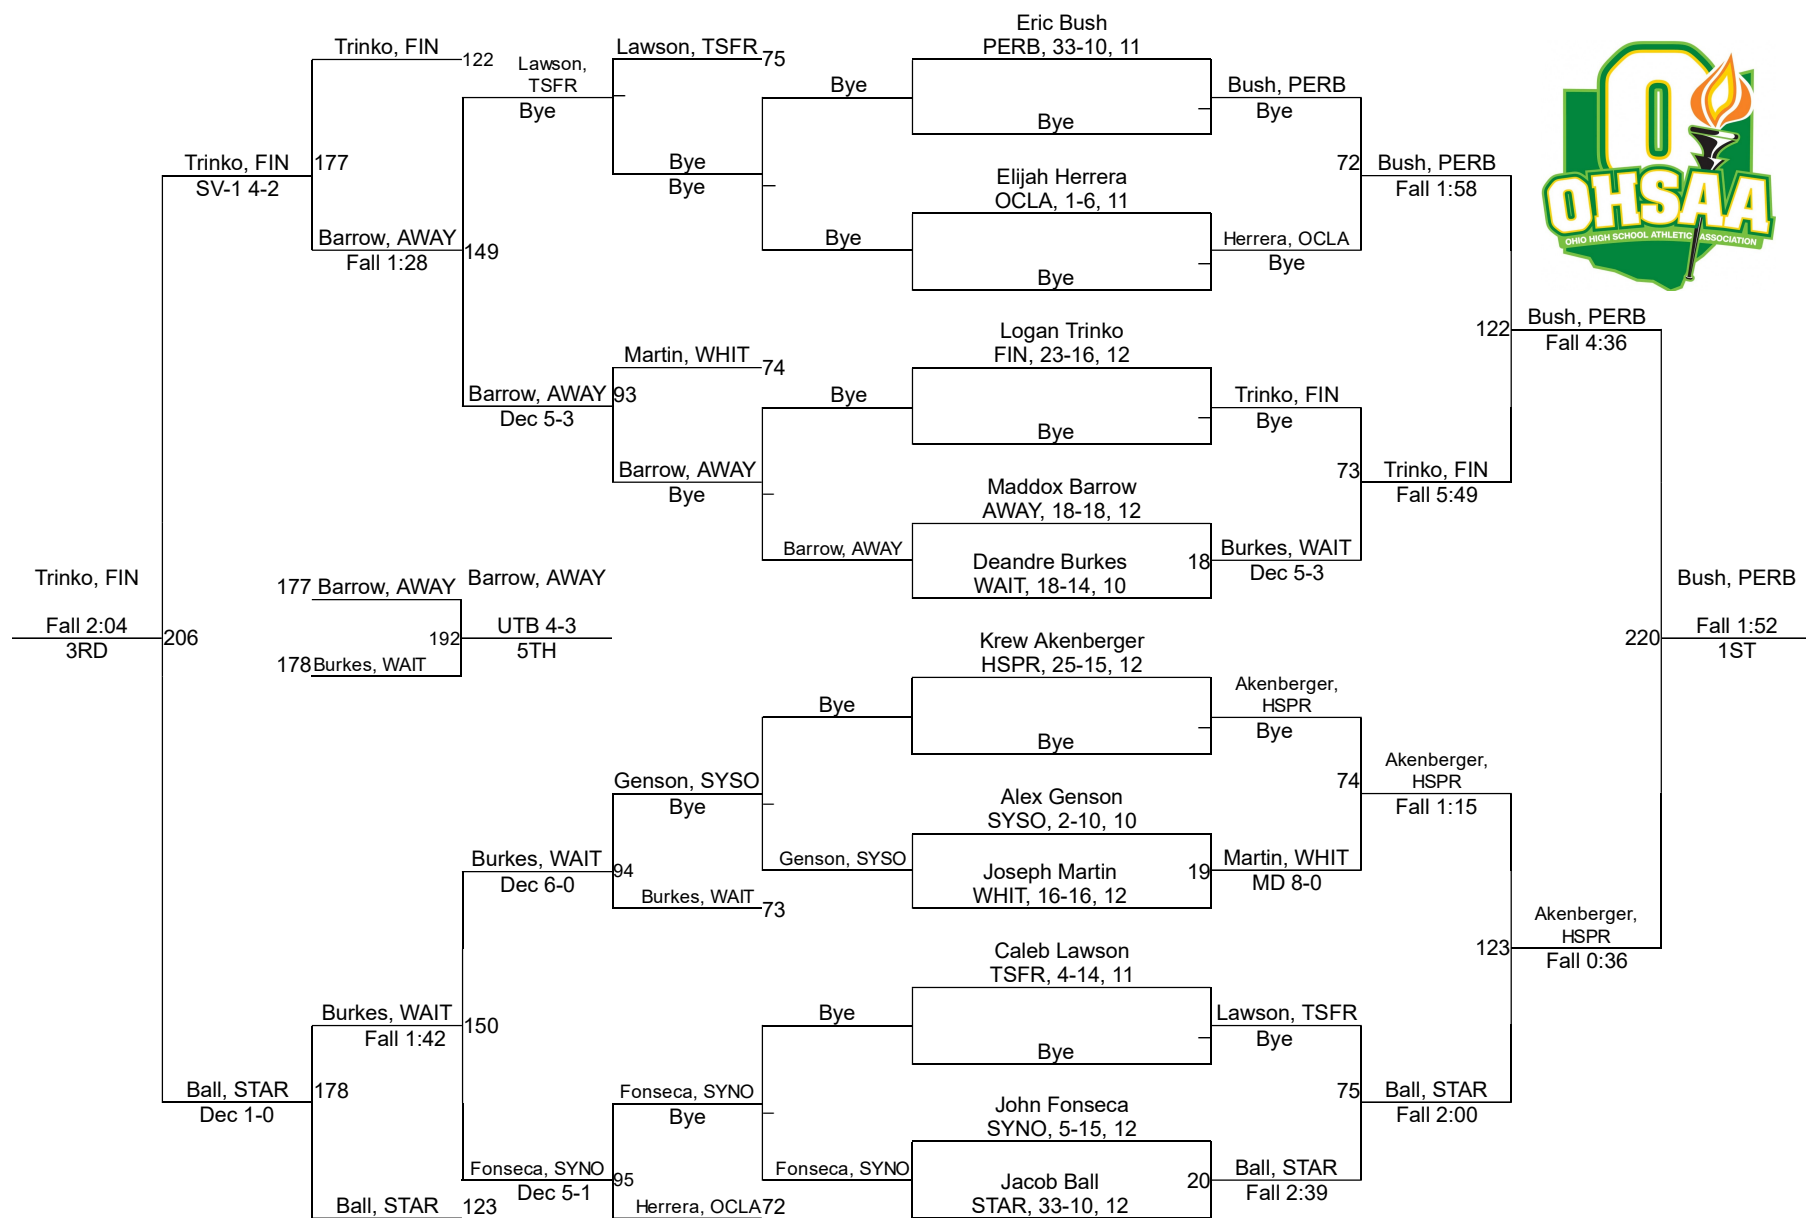 Eric Bush
PERB, 33-10, 11
Trinko, FIN
122
Lawson,
TSFR
Bye
Lawson, TSFR
75
Bye
Bye
Bush, PERB
Bye
Trinko, FIN
SV-1 4-2
177
Bye
Bye
Elijah Herrera
OCLA, 1-6, 11
72
Bush, PERB
Fall 1:58
Barrow, AWAY
Fall 1:28
149
Bye
Bye
Herrera, OCLA
Bye
O
OHSAA
OHIO HIGH SCHOOL ATHLETIC ASSOCIATION
Logan Trinko
FIN, 23-16, 12
122
Bush, PERB
Fall 4:36
Martin, WHIT
74
Barrow, AWAY
Dec 5-3
93
Bye
Bye
Trinko, FIN
Bye
Barrow, AWAY
Bye
Maddox Barrow
AWAY, 18-18, 12
73
Trinko, FIN
Fall 5:49
Barrow, AWAY
Deandre Burkes
WAIT, 18-14, 10
18
Burkes, WAIT
Dec 5-3
Trinko, FIN
Fall 2:04
3RD
206
177
Barrow, AWAY
178
Burkes, WAIT
192
Barrow, AWAY
UTB 4-3
5TH
Bush, PERB
220
Fall 1:52
1ST
Krew Akenberger
HSPR, 25-15, 12
Bye
Bye
Akenberger,
HSPR
Bye
Genson, SYSO
Bye
Alex Genson
SYSO, 2-10, 10
74
Akenberger,
HSPR
Fall 1:15
Burkes, WAIT
Dec 6-0
94
Genson, SYSO
Joseph Martin
WHIT, 16-16, 12
19
Martin, WHIT
MD 8-0
Burkes, WAIT
73
Caleb Lawson
TSFR, 4-14, 11
123
Akenberger,
HSPR
Fall 0:36
Burkes, WAIT
Fall 1:42
150
Bye
Bye
Lawson, TSFR
Bye
Ball, STAR
Dec 1-0
178
Fonseca, SYNO
Bye
John Fonseca
SYNO, 5-15, 12
75
Ball, STAR
Fall 2:00
Fonseca, SYNO
Dec 5-1
95
Fonseca, SYNO
Jacob Ball
STAR, 33-10, 12
20
Ball, STAR
Fall 2:39
Ball, STAR
123
Herrera, OCLA
72